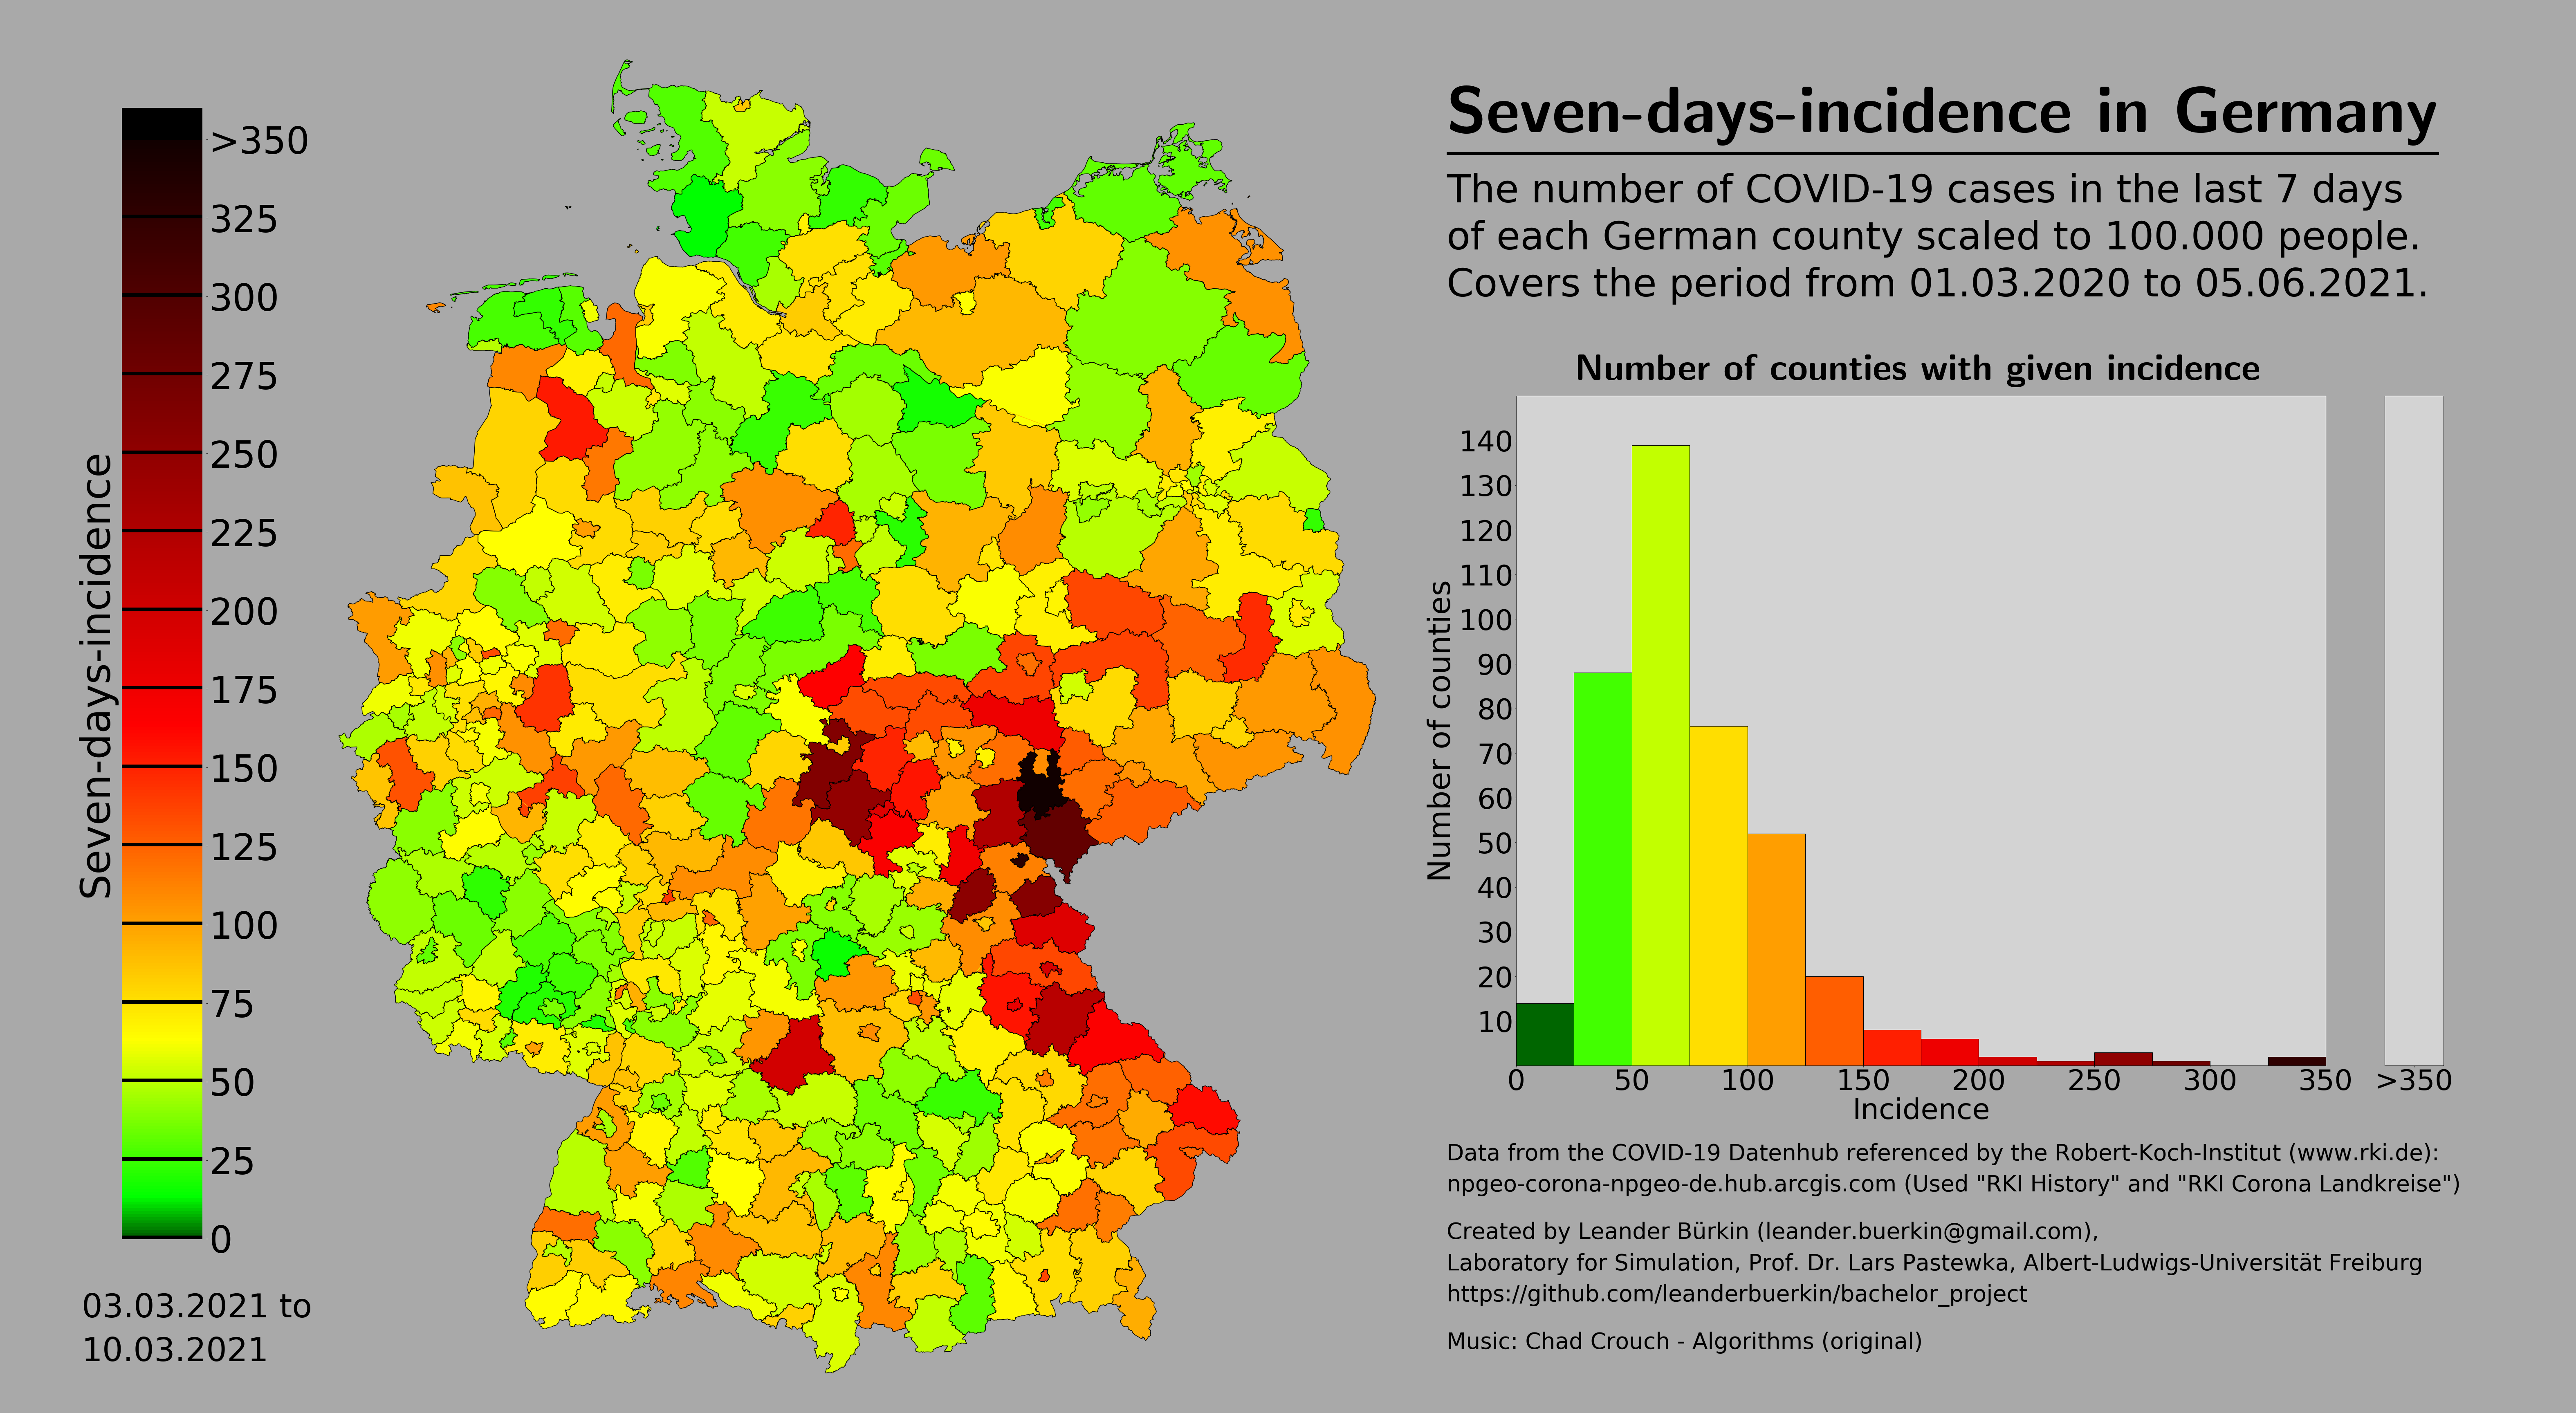 Seven-days-incidence in Germany
The number of COVID-19 cases in the last 7 days
of each German county scaled to 100.000 people.
Covers the period from 01.03.2020 to 05.06.2021.
Seven-days-incidence
>350
325
300
275
250
225
200
175
150
125
100
75
50
25
0
03.03.2021 to
10.03.2021
Number of counties with given incidence
Number of counties
140
130
120
110
100
90
80
70
60
50
40
30
20
10
0 50 100 150 200 250 300 350 >350
Incidence
Data from the COVID-19 Datenhub referenced by the Robert-Koch-Institut (www.rki.de):
npgeo-corona-npgeo-de.hub.arcgis.com (Used "RKI History" and "RKI Corona Landkreise")
Created by Leander Bürkin (leander.buerkin@gmail.com),
Laboratory for Simulation, Prof. Dr. Lars Pastewka, Albert-Ludwigs-Universität Freiburg
https://github.com/leanderbuerkin/bachelor_project
Music: Chad Crouch - Algorithms (original)